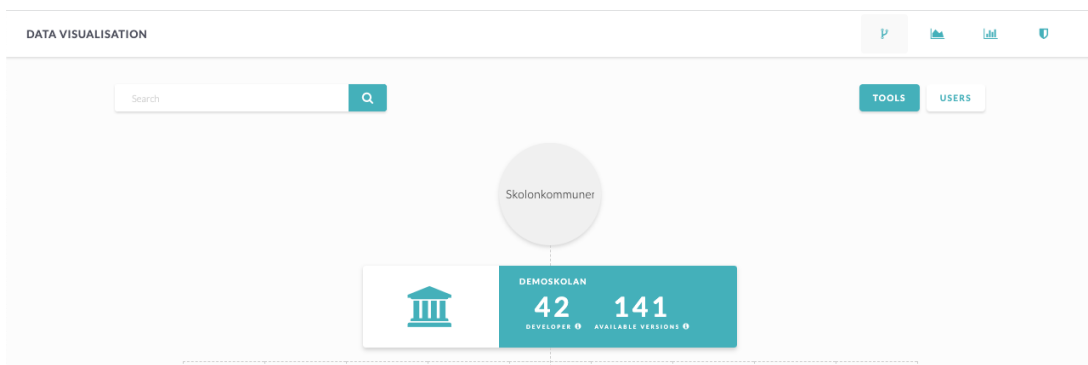 DATA VISUALISATION
Search
TOOLS
USERS
Skolonkommuner
DEMOSKOLAN
42 141
DEVELOPER AVAILABLE VERSIONS